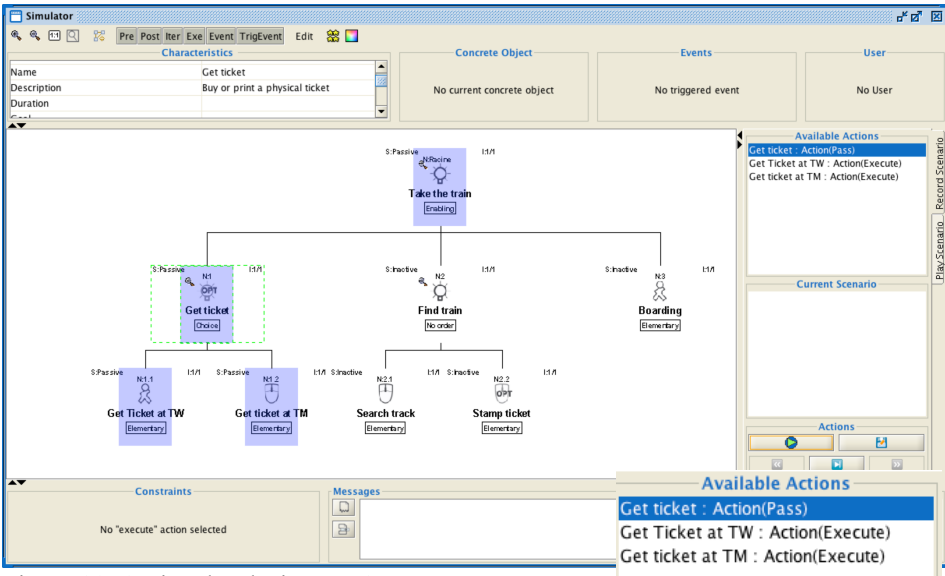 Simulator
1:1 Pre Post Iter Exe Event TrigEvent Edit
Characteristics
Name Get ticket
Description Buy or print a physical ticket
Duration
Concrete Object
No current concrete object
Events
No triggered event
User
No User
S:Passive I:1/1
N:Racine
Take the train
Enabling
S:Passive N:1 I:1/1
OPT
Get ticket
Choice
S:Inactive N:2 I:1/1
Find train
No order
S:Inactive N:3 I:1/1
Boarding
Elementary
S:Passive N:1.1 I:1/1
Get Ticket at TW
Elementary
S:Passive N:1.2 I:1/1
Get ticket at TM
Elementary
S:Inactive N:2.1 I:1/1
Search track
Elementary
S:Inactive N:2.2 I:1/1
OPT
Stamp ticket
Elementary
Available Actions
Get ticket : Action(Pass)
Get Ticket at TW : Action(Execute)
Get ticket at TM : Action(Execute)
Record Scenario
Play Scenario
Current Scenario
Actions
Constraints
No "execute" action selected
Messages
Available Actions
Get ticket : Action(Pass)
Get Ticket at TW : Action(Execute)
Get ticket at TM : Action(Execute)